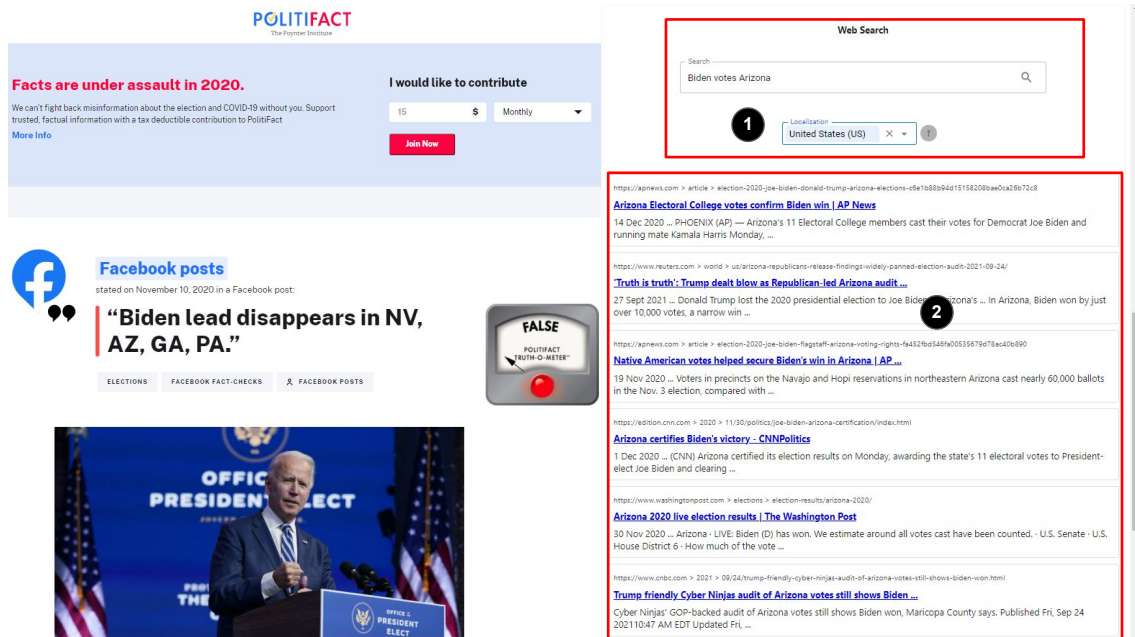 POLITIFACT
The Poynter Institute
Facts are under assault in 2020.
We can't fight back misinformation about the election and COVID-19 without you. Support
trusted, factual information with a tax deductible contribution to PolitiFact
More Info
I would like to contribute
15 $ Monthly
Join Now
Facebook posts
stated on November 10, 2020 in a Facebook post:
“Biden lead disappears in NV,
AZ, GA, PA.”
ELECTIONS FACEBOOK FACT-CHECKS FACEBOOK POSTS
FALSE
POLITIFACT
TRUTH-O-METER™
OFFIC
PRESIDENT ELECT
THE
OFFICE OF
PRESIDENT
ELECT
Web Search
Search
Biden votes Arizona
1
Localization
United States (US)
?
https://apnews.com > article > election-2020-joe-biden-donald-trump-arizona-elections-c6e1b88b94d15158208bae0ca26b72c8
Arizona Electoral College votes confirm Biden win | AP News
14 Dec 2020 ... PHOENIX (AP) — Arizona's 11 Electoral College members cast their votes for Democrat Joe Biden and
running mate Kamala Harris Monday, ...
https://www.reuters.com > world > us/arizona-republicans-release-findings-widely-panned-election-audit-2021-09-24/
'Truth is truth': Trump dealt blow as Republican-led Arizona audit ...
27 Sept 2021 ... Donald Trump lost the 2020 presidential election to Joe Biden. Arizona's ... In Arizona, Biden won by just
over 10,000 votes, a narrow win ...
2
https://apnews.com > article > election-2020-joe-biden-flagstaff-arizona-voting-rights-fa452fbd546fa00535679d78ac40b890
Native American votes helped secure Biden's win in Arizona | AP ...
19 Nov 2020 ... Voters in precincts on the Navajo and Hopi reservations in northeastern Arizona cast nearly 60,000 ballots
in the Nov. 3 election, compared with ...
https://edition.cnn.com > 2020 > 11/30/politics/joe-biden-arizona-certification/index.html
Arizona certifies Biden's victory - CNNPolitics
1 Dec 2020 ... (CNN) Arizona certified its election results on Monday, awarding the state's 11 electoral votes to President-
elect Joe Biden and clearing ...
https://www.washingtonpost.com > elections > election-results/arizona-2020/
Arizona 2020 live election results | The Washington Post
30 Nov 2020 ... Arizona · LIVE: Biden (D) has won. We estimate around all votes cast have been counted. · U.S. Senate · U.S.
House District 6 · How much of the vote ...
https://www.cnbc.com > 2021 > 09/24/trump-friendly-cyber-ninjas-audit-of-arizona-votes-still-shows-biden-won.html
Trump friendly Cyber Ninjas audit of Arizona votes still shows Biden ...
Cyber Ninjas' GOP-backed audit of Arizona votes still shows Biden won, Maricopa County says. Published Fri, Sep 24
202110:47 AM EDT Updated Fri, ...